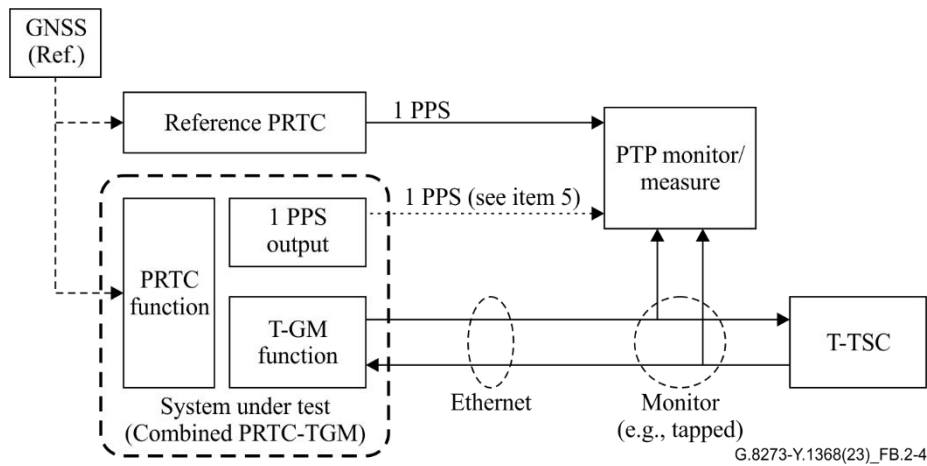 GNSS
(Ref.)
Reference PRTC
1 PPS
PTP monitor/
measure
1 PPS (see item 5)
1 PPS
output
PRTC
function
T-GM
function
T-TSC
System under test
(Combined PRTC-TGM)
Ethernet
Monitor
(e.g., tapped)
G.8273-Y.1368(23)_FB.2-4